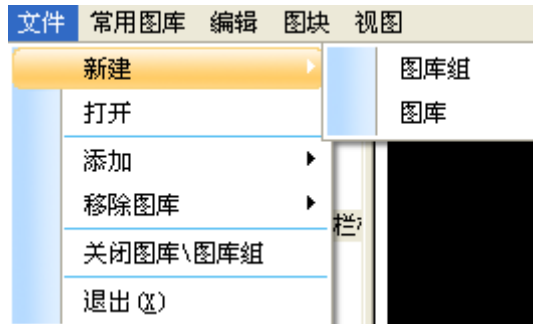 文件 常用图库 编辑 图块 视图
新建 图库组
打开 图库
添加
移除图库
栏
关闭图库\图库组
退出(X)